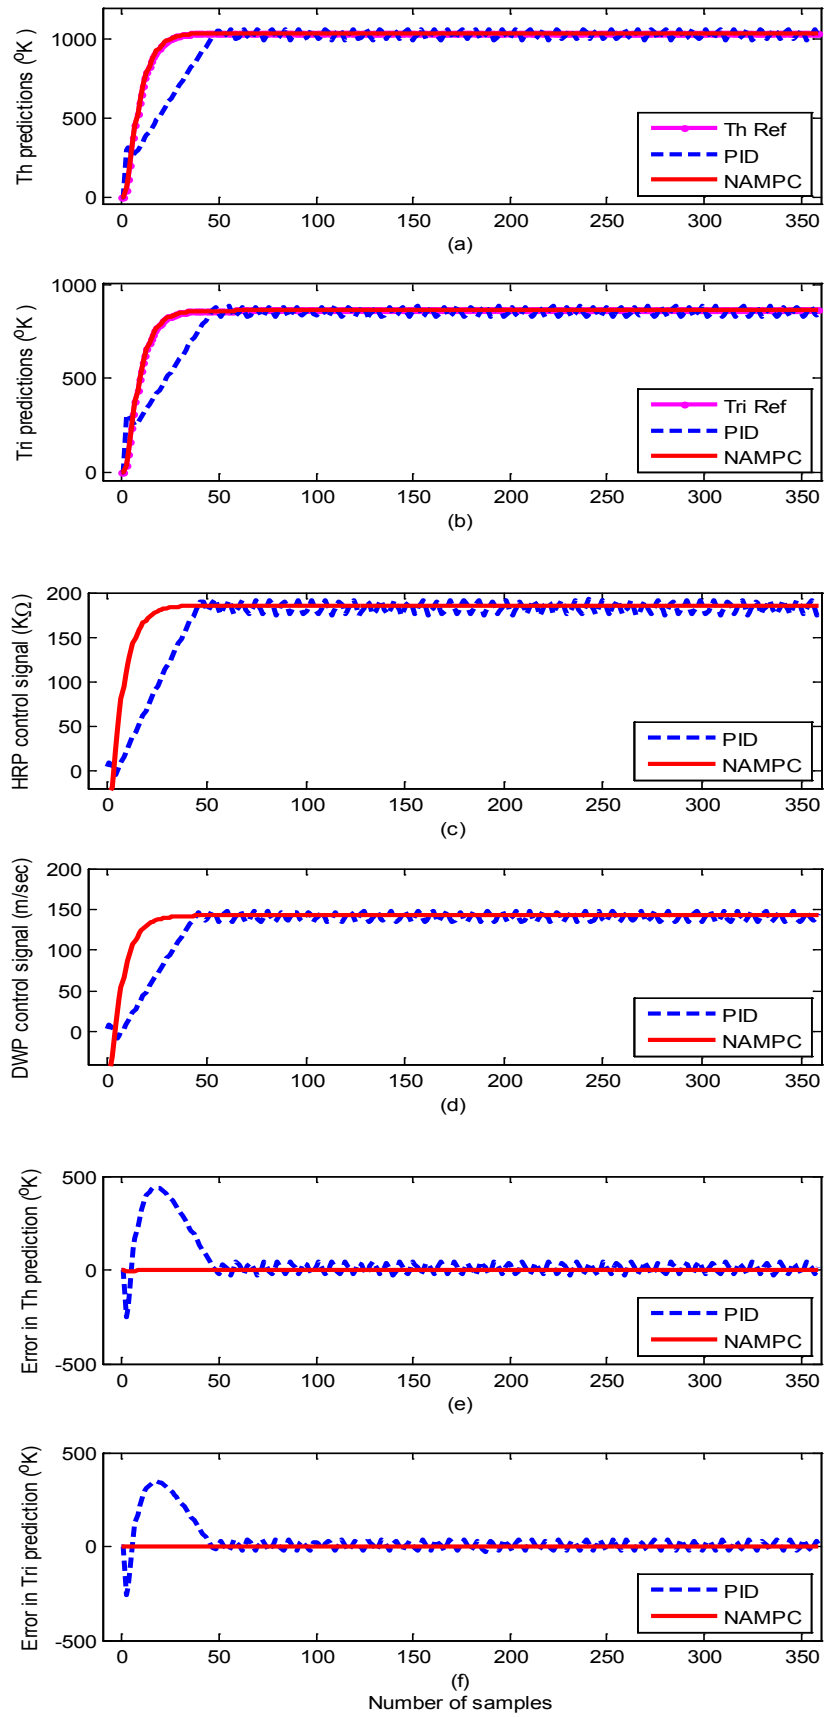 Th predictions (⁰K )
1000
500
0
Th Ref
PID
NAMPC
0 50 100 150 200 250 300 350
(a)
Tri predictions (⁰K )
1000
500
0
Tri Ref
PID
NAMPC
0 50 100 150 200 250 300 350
(b)
HRP control signal (KΩ)
200
150
100
50
0
PID
NAMPC
0 50 100 150 200 250 300 350
(c)
DWP control signal (m/sec)
200
150
100
50
0
PID
NAMPC
0 50 100 150 200 250 300 350
(d)
Error in Th prediction (⁰K)
500
0
-500
PID
NAMPC
0 50 100 150 200 250 300 350
(e)
Error in Tri prediction (⁰K)
500
0
-500
PID
NAMPC
0 50 100 150 200 250 300 350
(f)
Number of samples